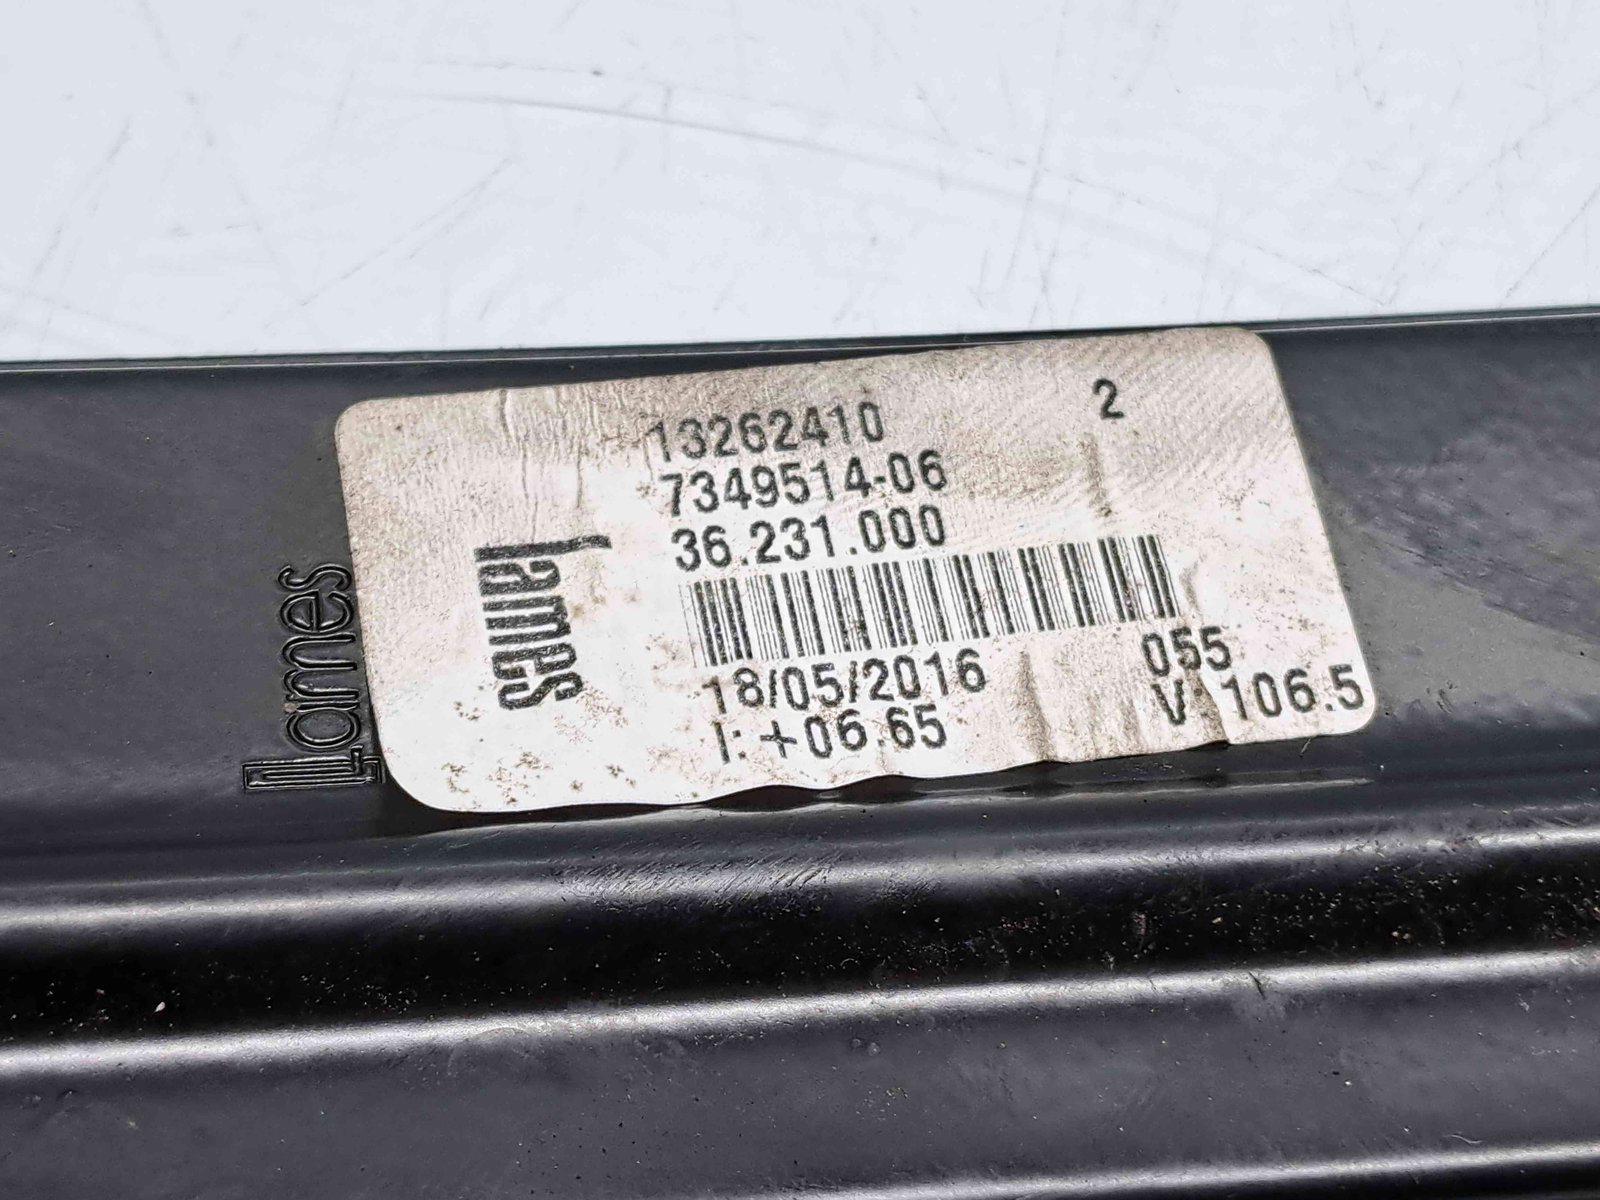 13262410 2
7349514-06
36.231.000
Lames
Lames
18/05/2016 055
I: +06.65 V: 106.5